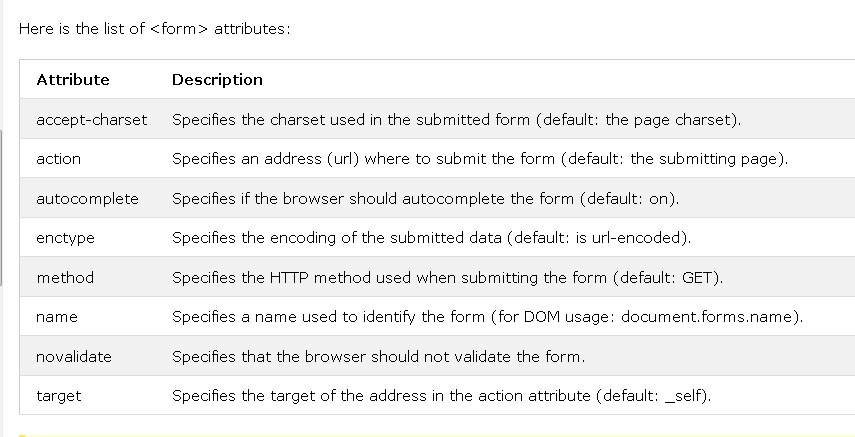 Here is the list of <form> attributes:
Attribute Description
accept-charset Specifies the charset used in the submitted form (default: the page charset).
action Specifies an address (url) where to submit the form (default: the submitting page).
autocomplete Specifies if the browser should autocomplete the form (default: on).
enctype Specifies the encoding of the submitted data (default: is url-encoded).
method Specifies the HTTP method used when submitting the form (default: GET).
name Specifies a name used to identify the form (for DOM usage: document.forms.name).
novalidate Specifies that the browser should not validate the form.
target Specifies the target of the address in the action attribute (default: _self).